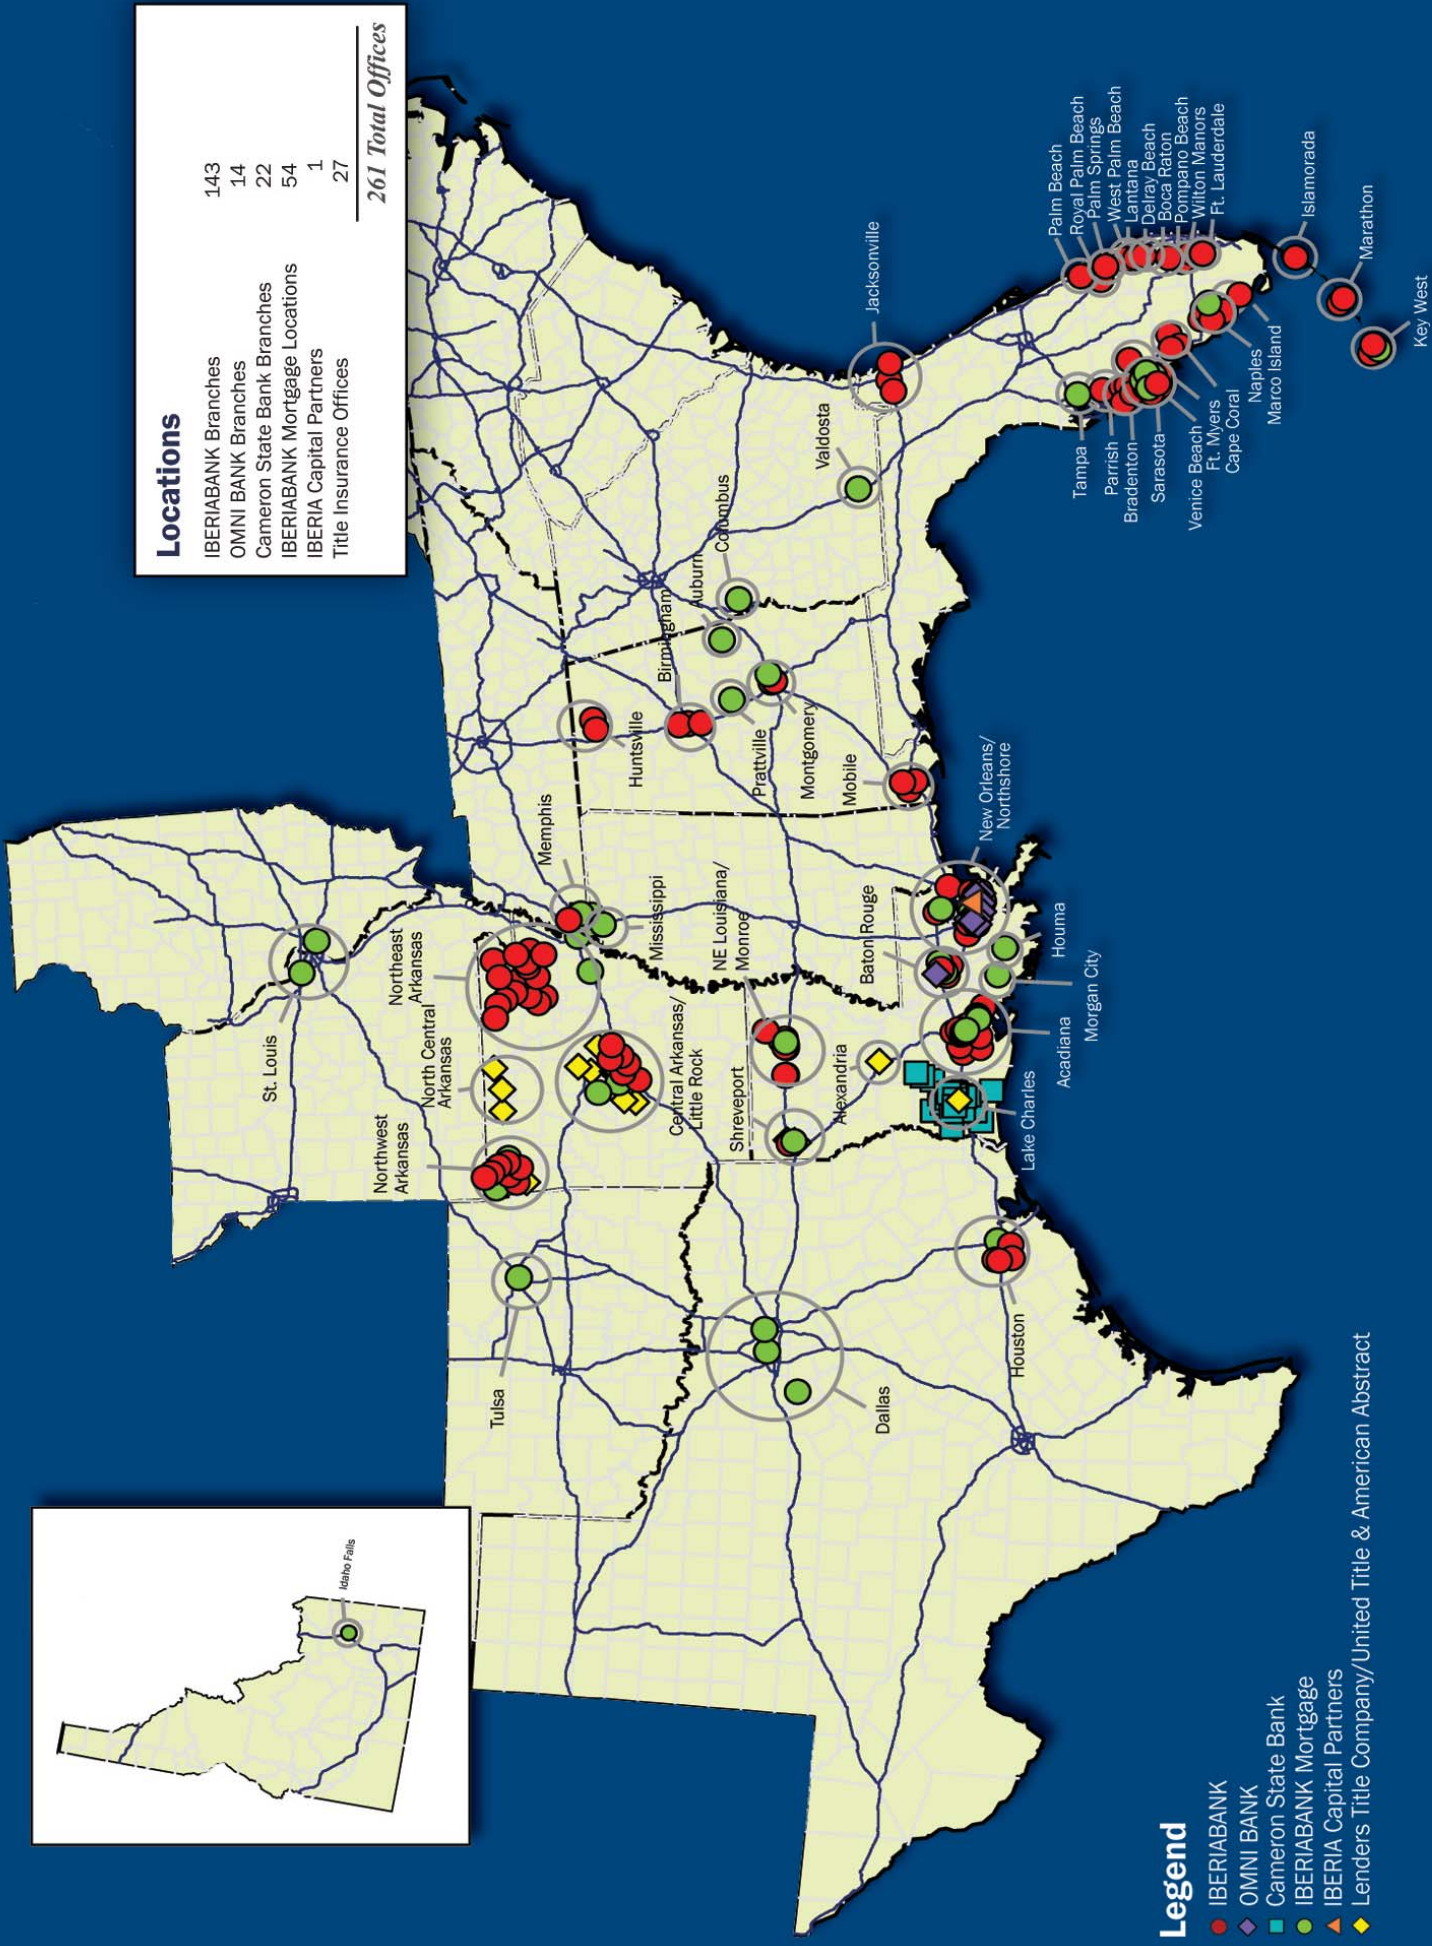 Locations
IBERIABANK Branches 143
OMNI BANK Branches 14
Cameron State Bank Branches 22
IBERIABANK Mortgage Locations 54
IBERIA Capital Partners 1
Title Insurance Offices 27
261 Total Offices
Idaho Falls
St. Louis
Northwest
Arkansas
North Central
Arkansas
Northeast
Arkansas
Memphis
Mississippi
Central Arkansas/
Little Rock
Tulsa
Dallas
Houston
Shreveport
NE Louisiana/
Monroe
Alexandria
Baton Rouge
Lake Charles
Acadiana
Morgan City
Houma
New Orleans/
Northshore
Huntsville
Birmingham
Auburn
Columbus
Prattville
Montgomery
Mobile
Valdosta
Jacksonville
Tampa
Parrish
Bradenton
Sarasota
Venice Beach
Ft. Myers
Cape Coral
Naples
Marco Island
Palm Beach
Royal Palm Beach
Palm Springs
West Palm Beach
Lantana
Delray Beach
Boca Raton
Pompano Beach
Wilton Manors
Ft. Lauderdale
Islamorada
Marathon
Key West
Legend
IBERIABANK
OMNI BANK
Cameron State Bank
IBERIABANK Mortgage
IBERIA Capital Partners
Lenders Title Company/United Title & American Abstract